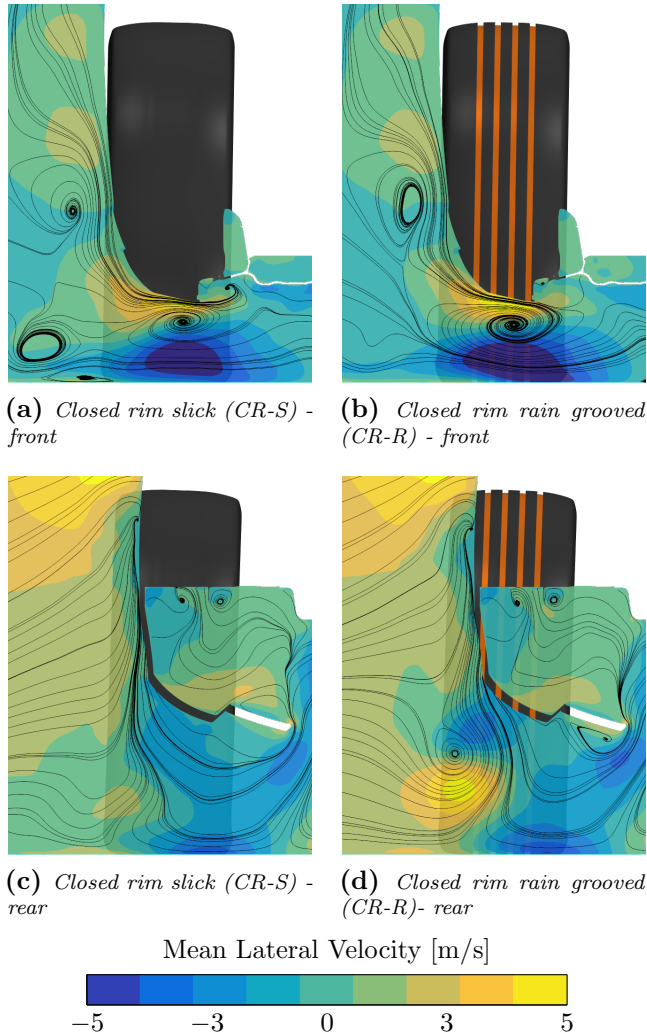 (a) Closed rim slick (CR-S) -
front
(b) Closed rim rain grooved
(CR-R) - front
(c) Closed rim slick (CR-S) -
rear
(d) Closed rim rain grooved
(CR-R)- rear
Mean Lateral Velocity [m/s]
−5 −3 0 3 5